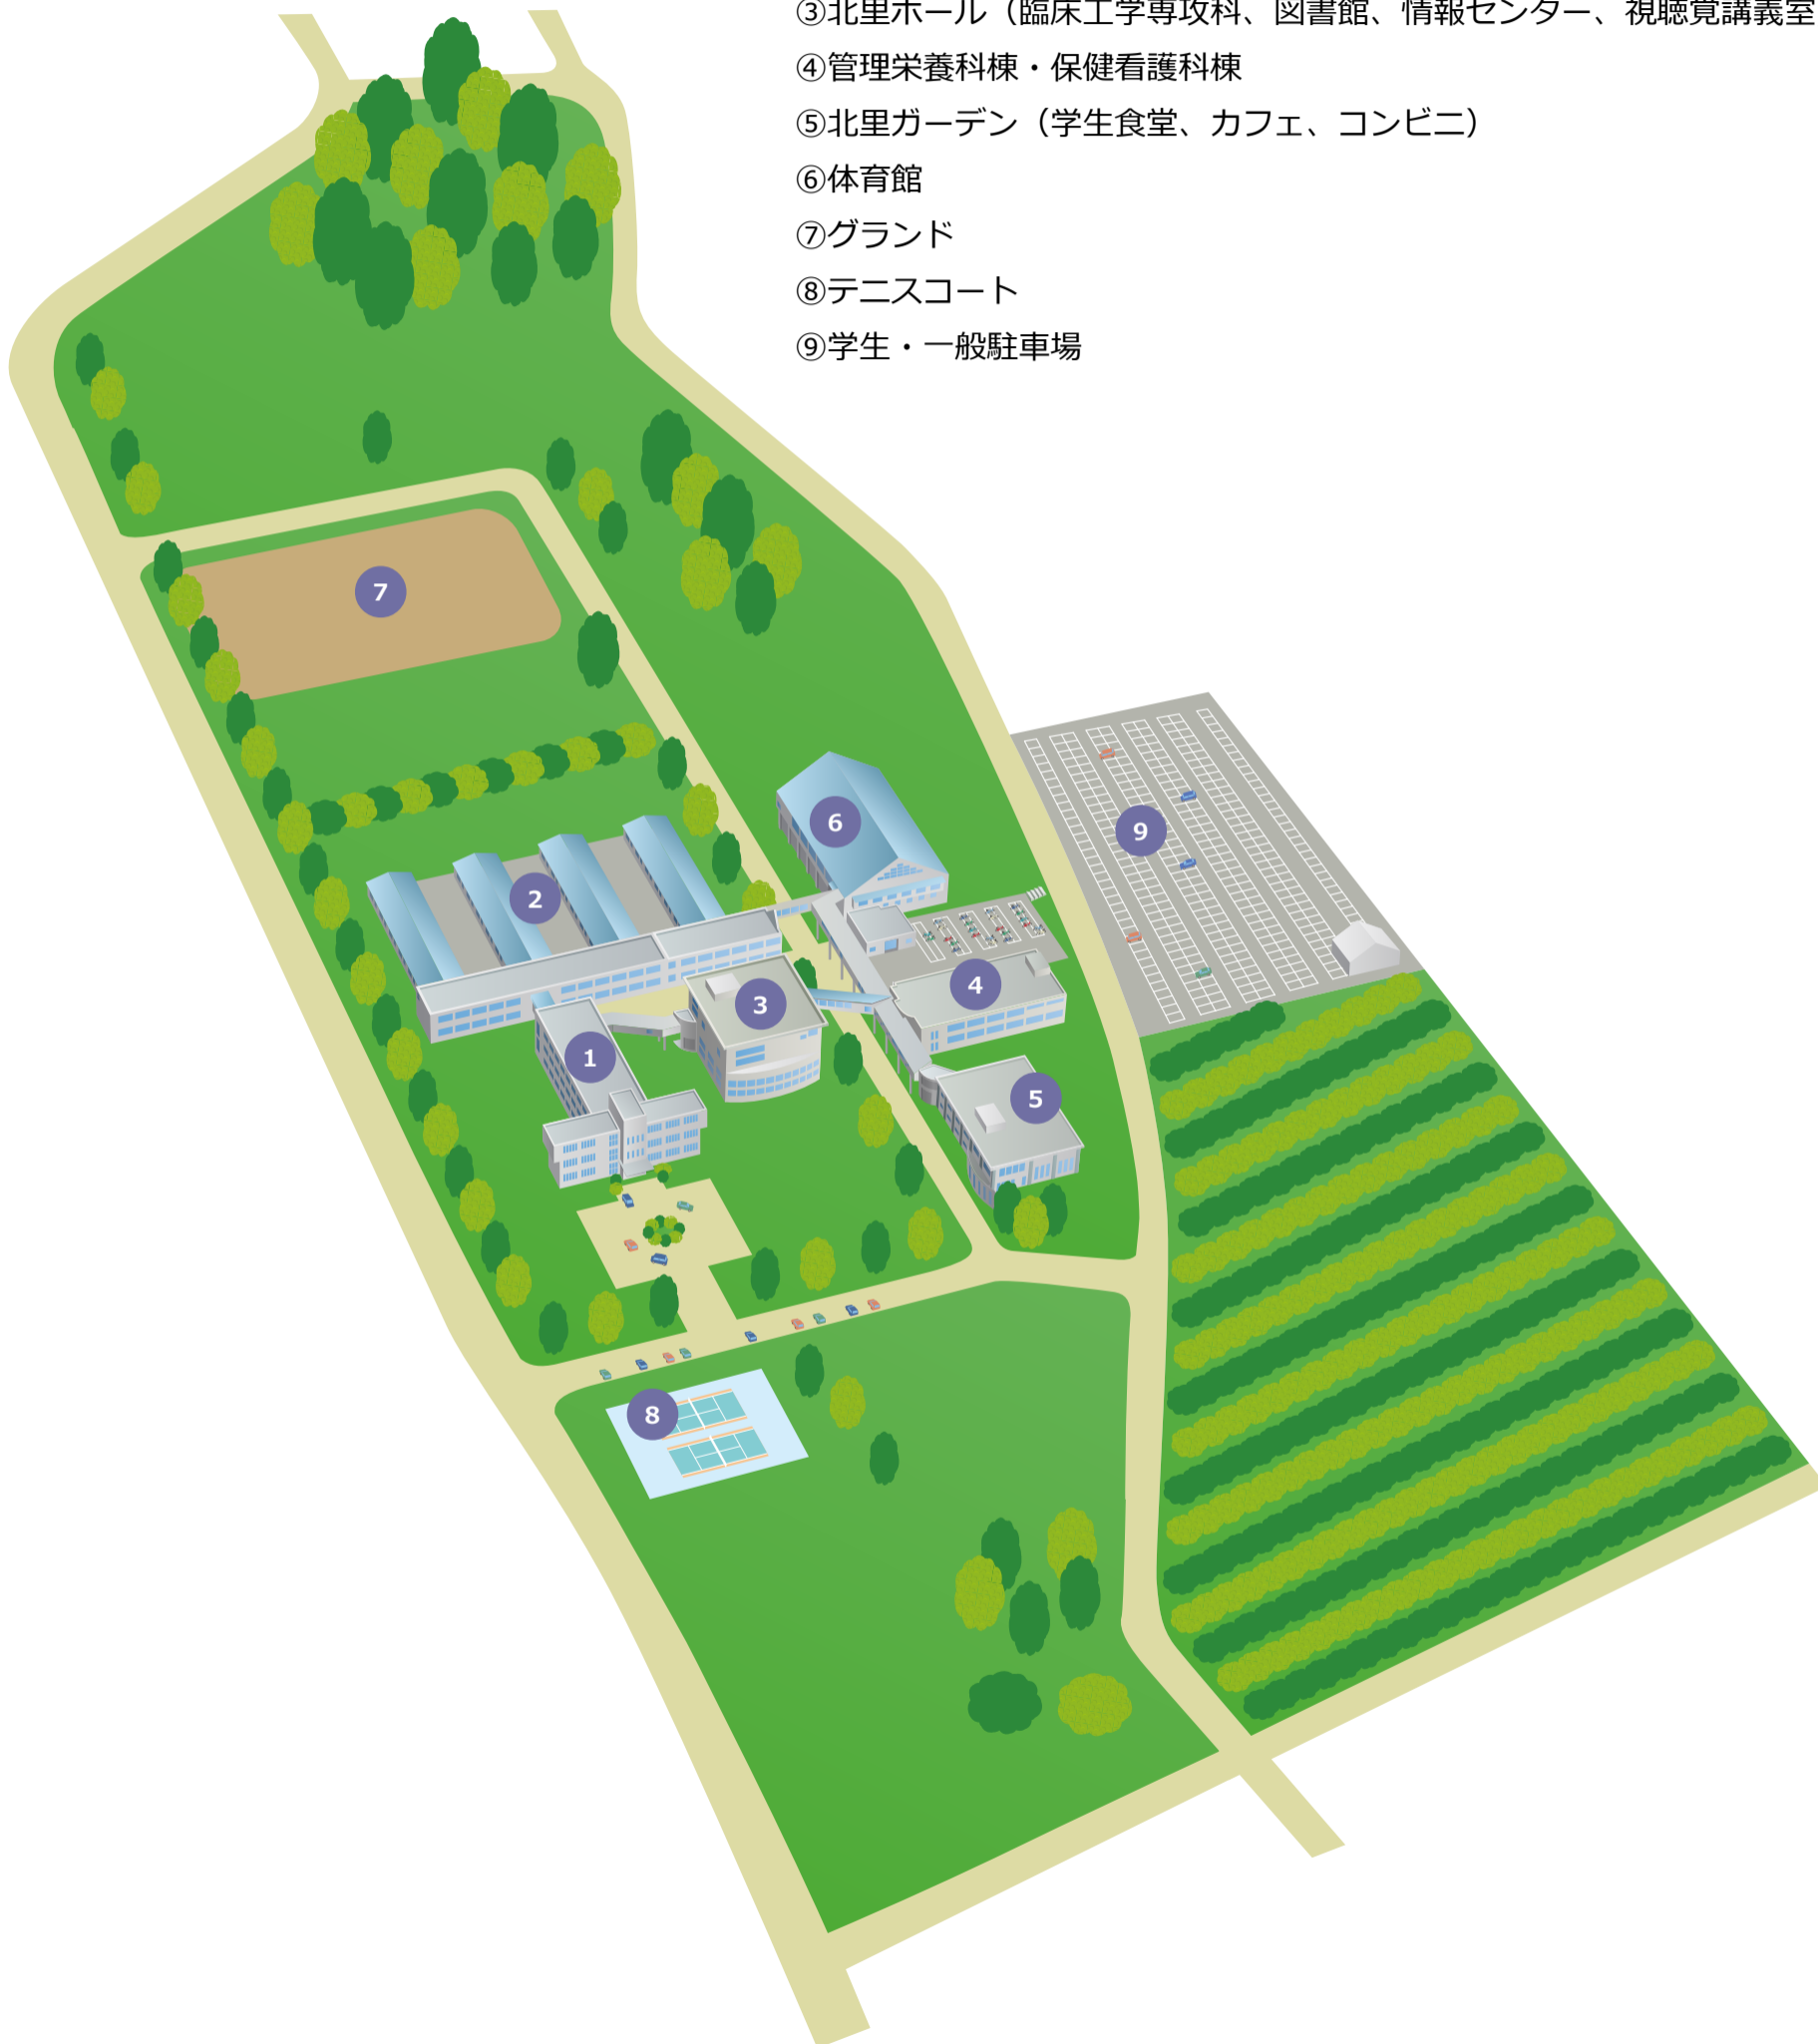 ③北里ホール（臨床工学専攻科、図書館、情報センター、視聴覚講義室
④管理栄養科棟・保健看護科棟
⑤北里ガーデン（学生食堂、カフェ、コンビニ）
⑥体育館
⑦グランド
⑧テニスコート
⑨学生・一般駐車場
7
6
9
2
4
3
1
5
8